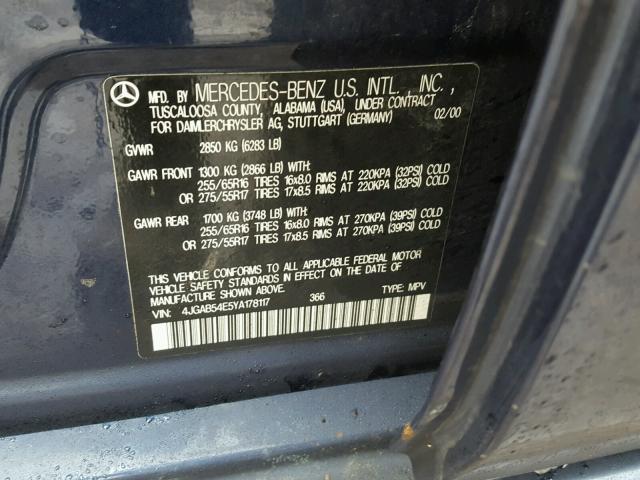 MFD. BY MERCEDES-BENZ U.S. INTL., INC.,
TUSCALOOSA COUNTY, ALABAMA (USA), UNDER CONTRACT
FOR DAIMLERCHRYSLER AG, STUTTGART (GERMANY) 02/00
GVWR 2850 KG (6283 LB)
GAWR FRONT 1300 KG (2866 LB) WITH:
255/65R16 TIRES 16x8.0 RIMS AT 220KPA (32PSI) COLD
OR 275/55R17 TIRES 17x8.5 RIMS AT 220KPA (32PSI) COLD
GAWR REAR 1700 KG (3748 LB) WITH:
255/65R16 TIRES 16x8.0 RIMS AT 270KPA (39PSI) COLD
OR 275/55R17 TIRES 17x8.5 RIMS AT 270KPA (39PSI) COLD
THIS VEHICLE CONFORMS TO ALL APPLICABLE FEDERAL MOTOR
VEHICLE SAFETY STANDARDS IN EFFECT ON THE DATE OF
MANUFACTURE SHOWN ABOVE.
VIN: 4JGAB54E5YA178117 366 TYPE: MPV